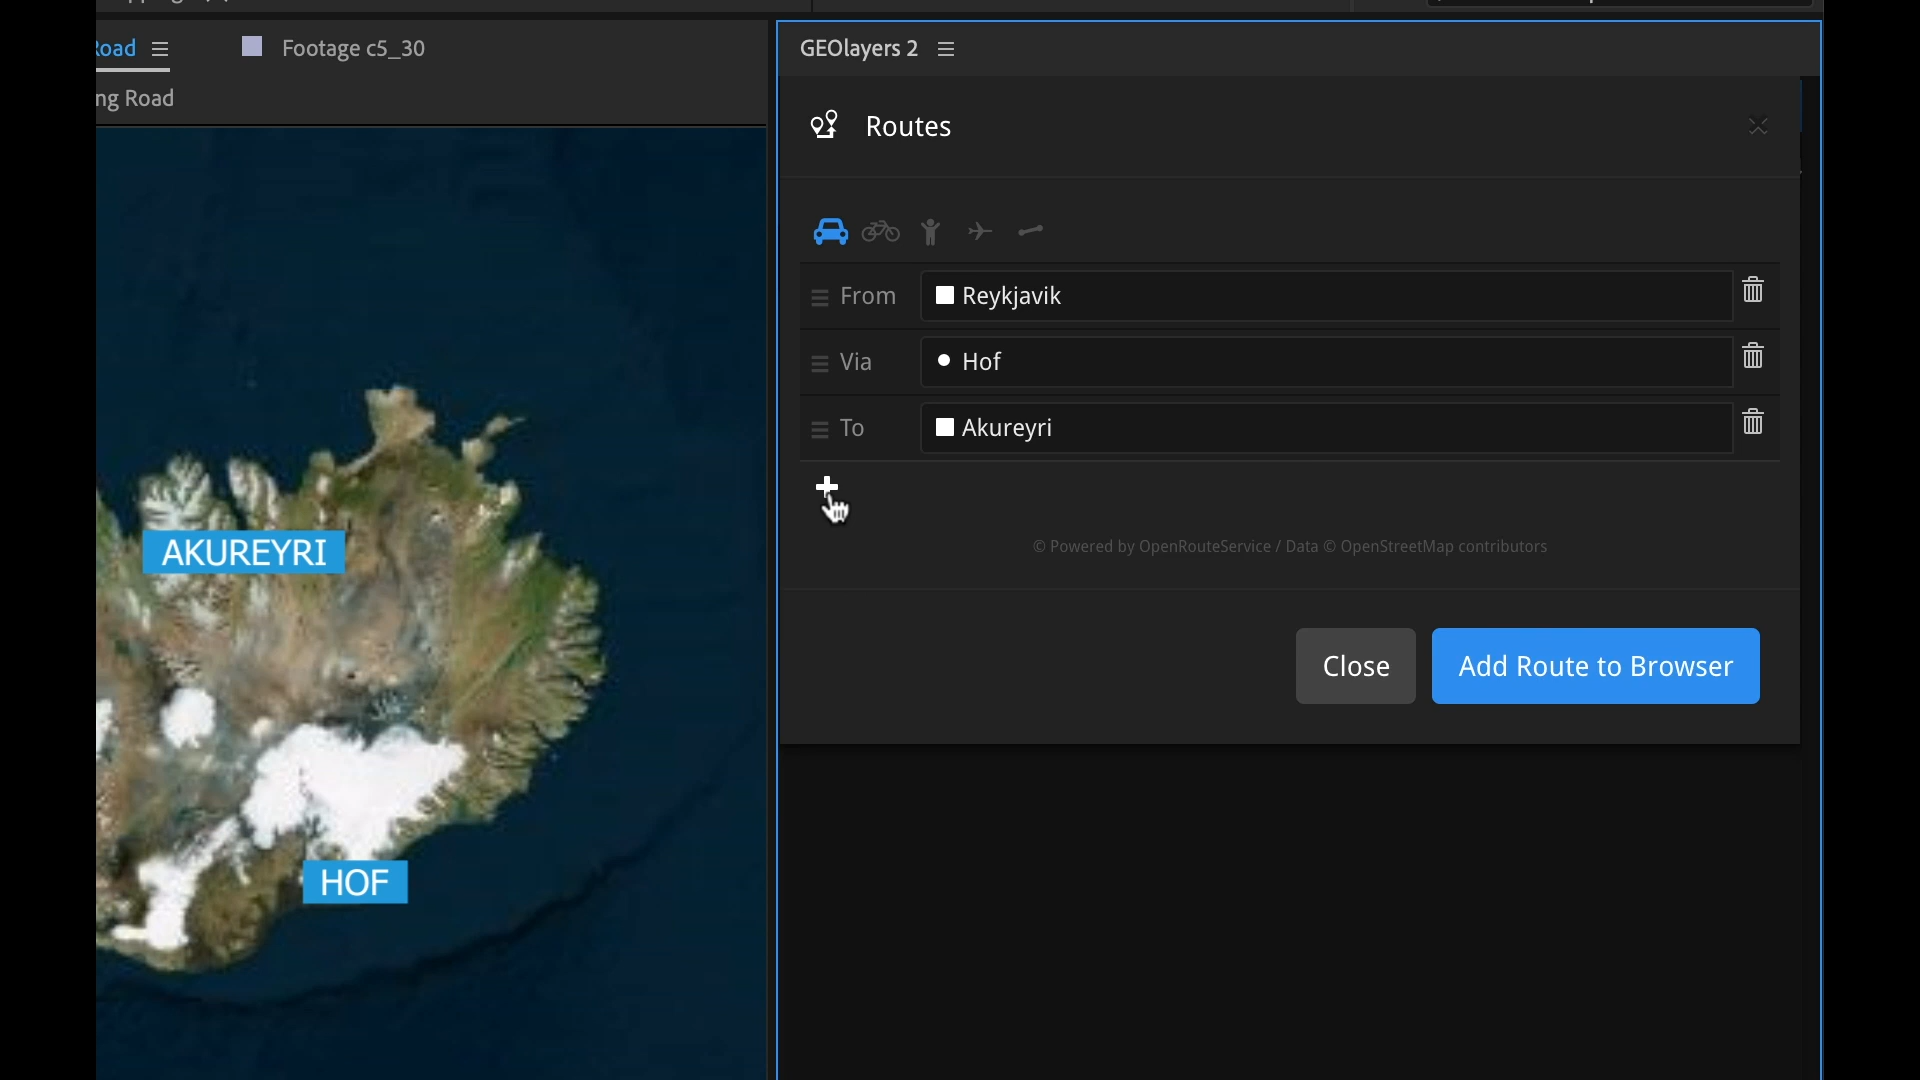 Road
Footage c5_30
GEOlayers 2
ng Road
Routes
From
Reykjavik
Via
Hof
To
Akureyri
© Powered by OpenRouteService / Data © OpenStreetMap contributors
AKUREYRI
Close
Add Route to Browser
HOF